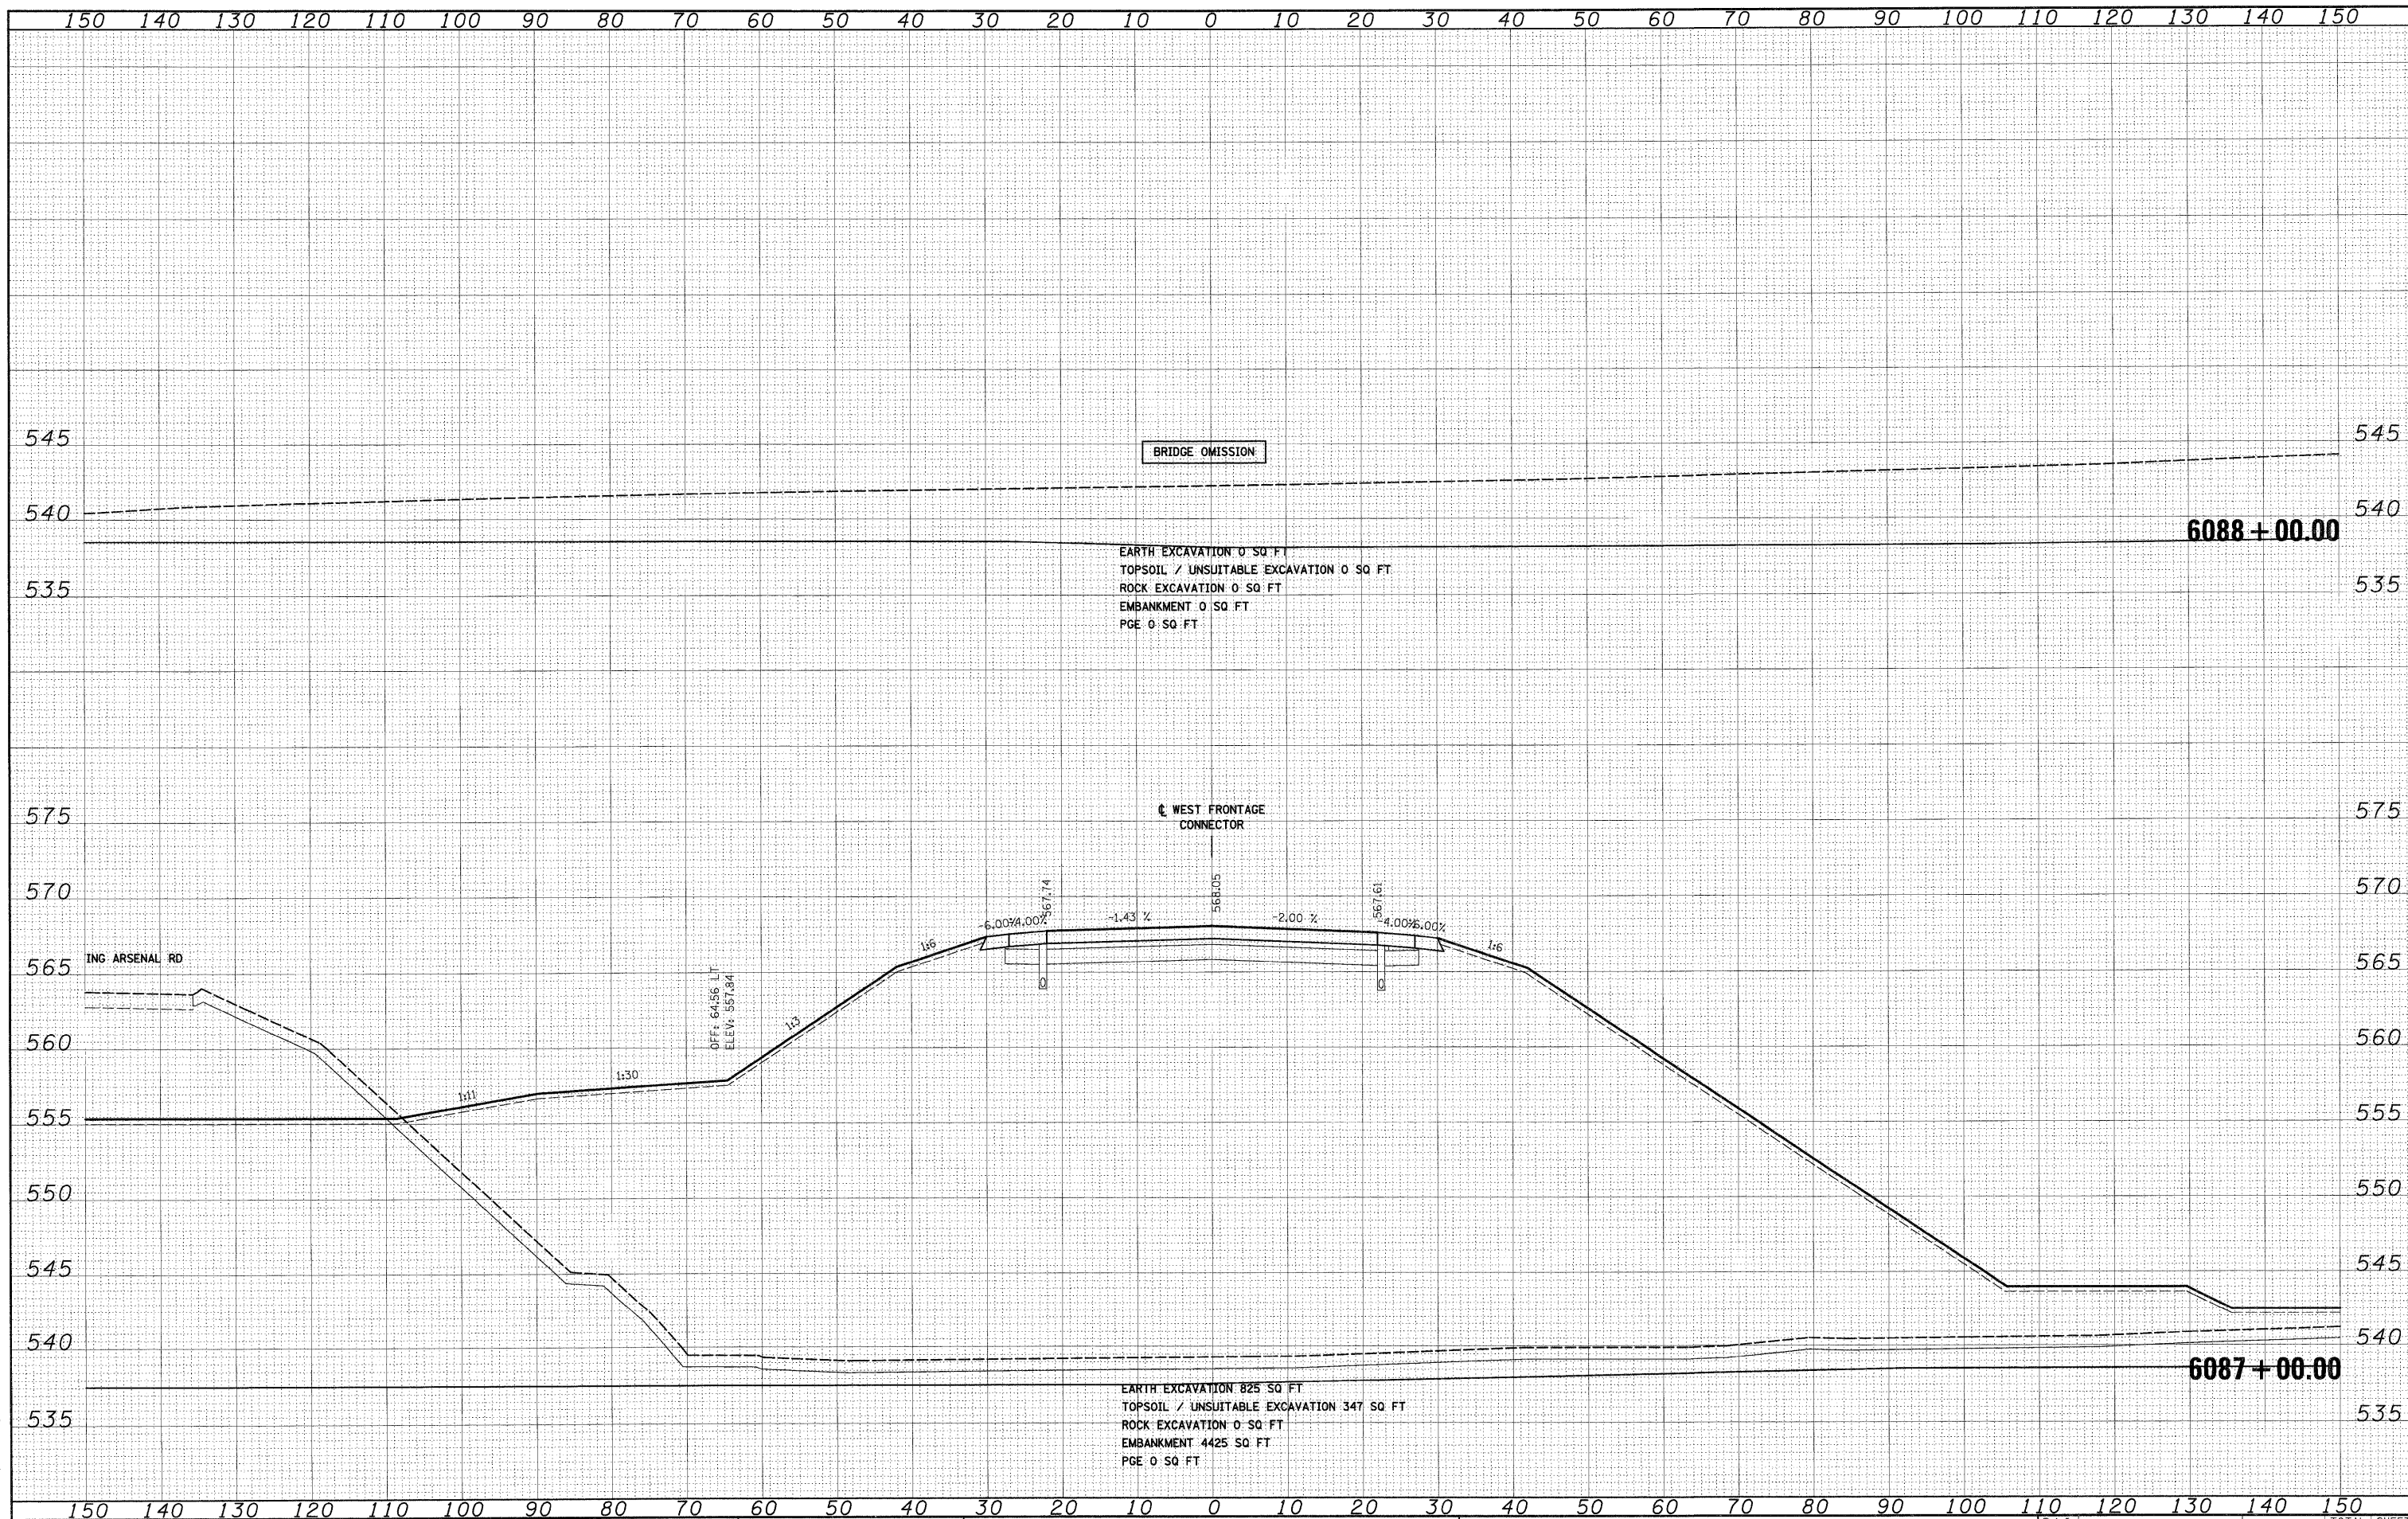 150 140 130 120 110 100 90 80 70 60 50 40 30 20 10 0 10 20 30 40 50 60 70 80 90 100 110 120 130 140 150
545 545
BRIDGE OMISSION
540 540
6088+00.00
EARTH EXCAVATION 0 SQ FT
TOPSOIL / UNSUITABLE EXCAVATION 0 SQ FT
535 535
ROCK EXCAVATION 0 SQ FT
EMBANKMENT 0 SQ FT
PGE 0 SQ FT
575 575
℄ WEST FRONTAGE
CONNECTOR
570 570
567.74
568.05
567.61
-6.00% -4.00% -1.43 % -2.00 % -4.00% -6.00%
1:6 1:6
ING ARSENAL RD
565 565
OFF: 64.56 LT
ELEV: 557.84
1:3
560 560
1:30
1:11
555 555
550 550
545 545
540 540
6087+00.00
EARTH EXCAVATION 825 SQ FT
TOPSOIL / UNSUITABLE EXCAVATION 347 SQ FT
535 535
ROCK EXCAVATION 0 SQ FT
EMBANKMENT 4425 SQ FT
PGE 0 SQ FT
150 140 130 120 110 100 90 80 70 60 50 40 30 20 10 0 10 20 30 40 50 60 70 80 90 100 110 120 130 140 150